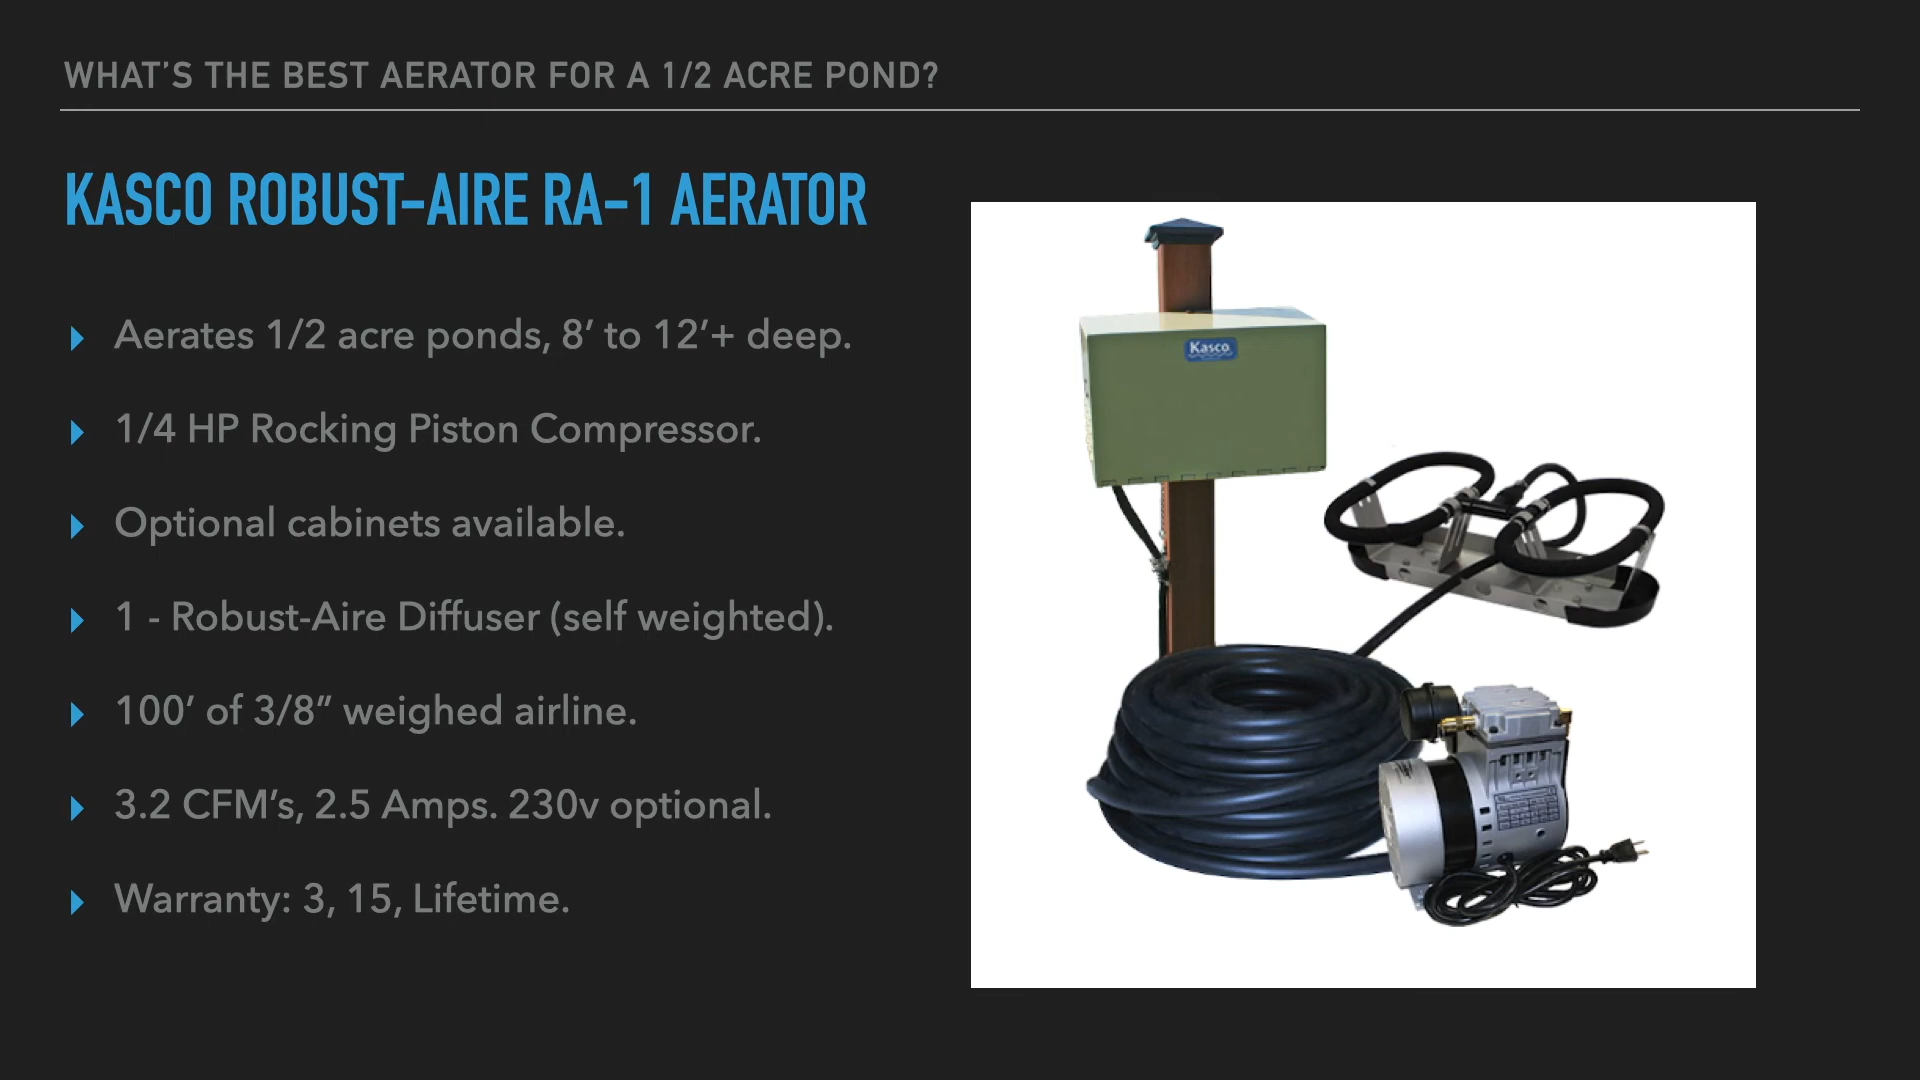 WHAT’S THE BEST AERATOR FOR A 1/2 ACRE POND?
KASCO ROBUST-AIRE RA-1 AERATOR
Aerates 1/2 acre ponds, 8’ to 12’+ deep.
1/4 HP Rocking Piston Compressor.
Optional cabinets available.
1 - Robust-Aire Diffuser (self weighted).
100’ of 3/8” weighed airline.
3.2 CFM’s, 2.5 Amps. 230v optional.
Warranty: 3, 15, Lifetime.
Kasco